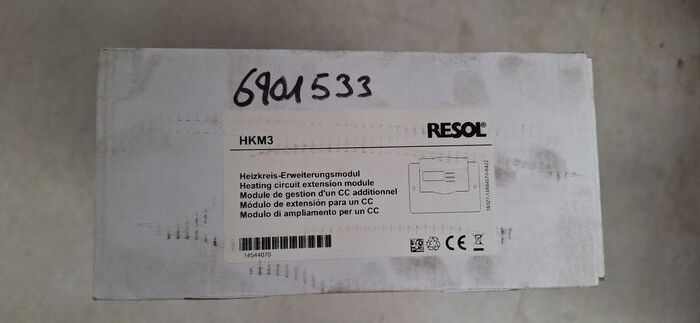 6901533
HKM3
RESOL®
Heizkreis-Erweiterungsmodul
Heating circuit extension module
Module de gestion d'un CC additionnel
Módulo de extensión para un CC
Modulo di ampliamento per un CC
14544070
CE